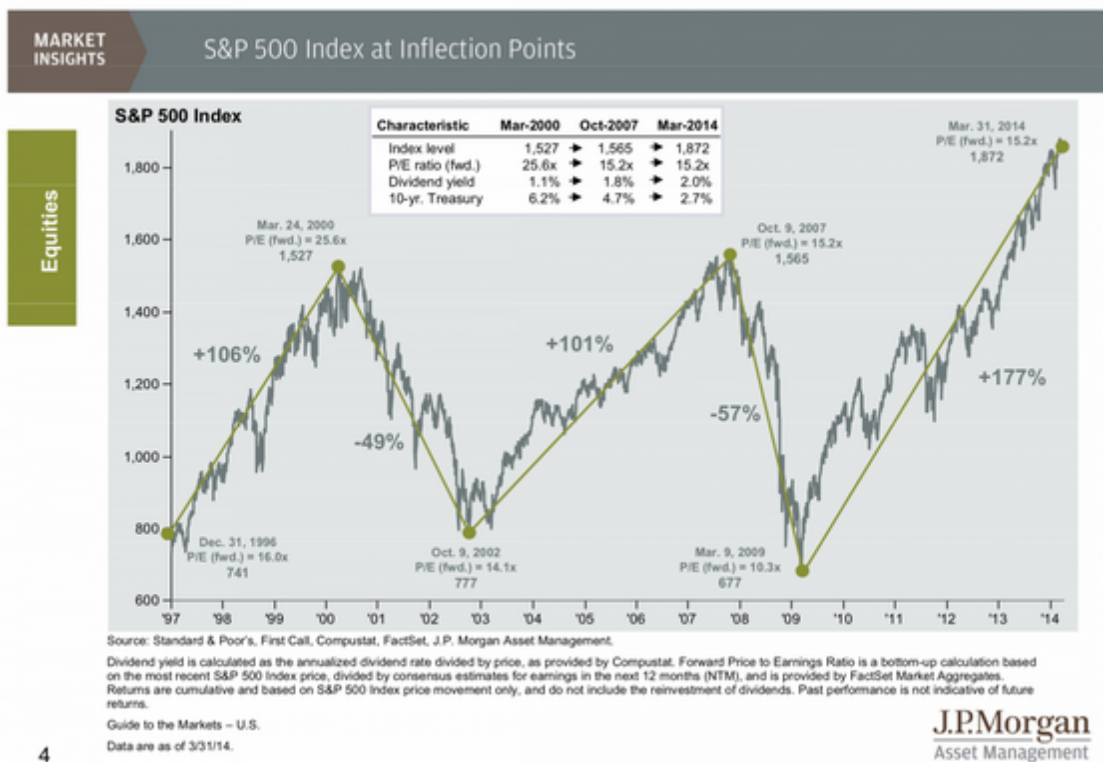 MARKET
INSIGHTS
S&P 500 Index at Inflection Points
Equities
S&P 500 Index
Characteristic Mar-2000 Oct-2007 Mar-2014
Index level 1,527 1,565 1,872
P/E ratio (fwd.) 25.6x 15.2x 15.2x
Dividend yield 1.1% 1.8% 2.0%
10-yr. Treasury 6.2% 4.7% 2.7%
Mar. 31, 2014
P/E (fwd.) = 15.2x
1,872
1,800
1,600
1,400
1,200
1,000
800
600
Mar. 24, 2000
P/E (fwd.) = 25.6x
1,527
Oct. 9, 2007
P/E (fwd.) = 15.2x
1,565
+106%
-49%
+101%
-57%
+177%
Dec. 31, 1996
P/E (fwd.) = 16.0x
741
Oct. 9, 2002
P/E (fwd.) = 14.1x
777
Mar. 9, 2009
P/E (fwd.) = 10.3x
677
'97 '98 '99 '00 '01 '02 '03 '04 '05 '06 '07 '08 '09 '10 '11 '12 '13 '14
Source: Standard & Poor's, First Call, Compustat, FactSet, J.P. Morgan Asset Management.
Dividend yield is calculated as the annualized dividend rate divided by price, as provided by Compustat. Forward Price to Earnings Ratio is a bottom-up calculation based
on the most recent S&P 500 Index price, divided by consensus estimates for earnings in the next 12 months (NTM), and is provided by FactSet Market Aggregates.
Returns are cumulative and based on S&P 500 Index price movement only, and do not include the reinvestment of dividends. Past performance is not indicative of future
returns.
Guide to the Markets – U.S.
Data are as of 3/31/14.
4
J.P.Morgan
Asset Management